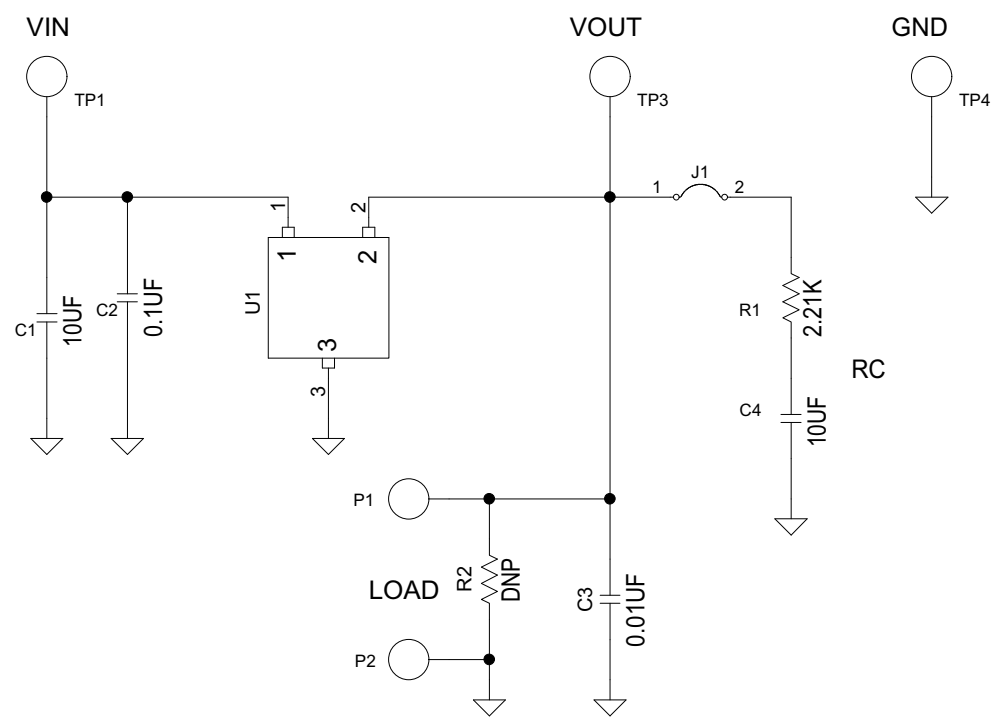 VIN
VOUT
GND
TP1
TP3
TP4
J1
1
2
1
2
1
2
U1
3
3
C1
10UF
C2
0.1UF
R1
2.21K
RC
C4
10UF
P1
LOAD
R2
DNP
C3
0.01UF
P2